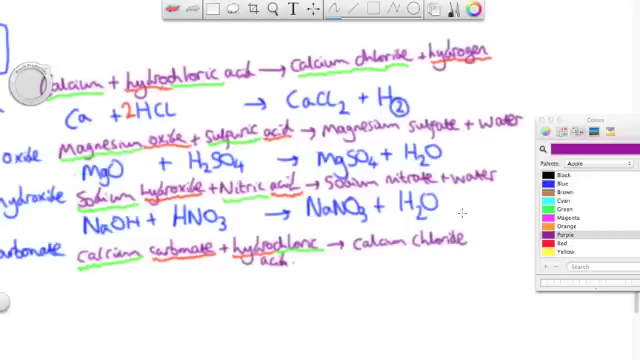 Calcium + hydrochloric acid → Calcium chloride + hydrogen
Ca + 2HCl → CaCl2 + H2
oxide Magnesium oxide + Sulfuric acid → Magnesium sulfate + water
MgO + H2SO4 → MgSO4 + H2O
hydroxide Sodium hydroxide + Nitric acid → Sodium nitrate + water
NaOH + HNO3 → NaNO3 + H2O
carbonate calcium carbonate + hydrochloric acid → calcium chloride
Colors
Palette: Apple
Black
Blue
Brown
Cyan
Green
Magenta
Orange
Purple
Red
Yellow